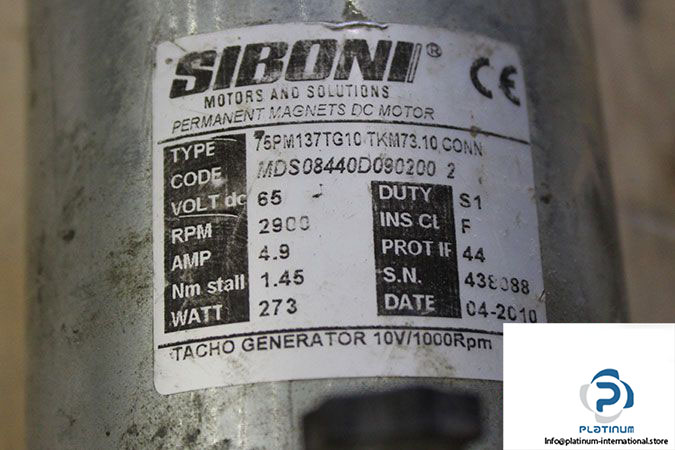 SIBONI®
CE
MOTORS AND SOLUTIONS
PERMANENT MAGNETS DC MOTOR
TYPE 75PM137TG10 TKM73.10 CONN
CODE MDS08440D090200 2
VOLT dc 65 DUTY S1
RPM 2900 INS CL F
AMP 4.9 PROT IP 44
Nm stall 1.45 S.N. 438088
WATT 273 DATE 04-2010
TACHO GENERATOR 10V/1000Rpm
PLATINUM
Info@platinum-international.store